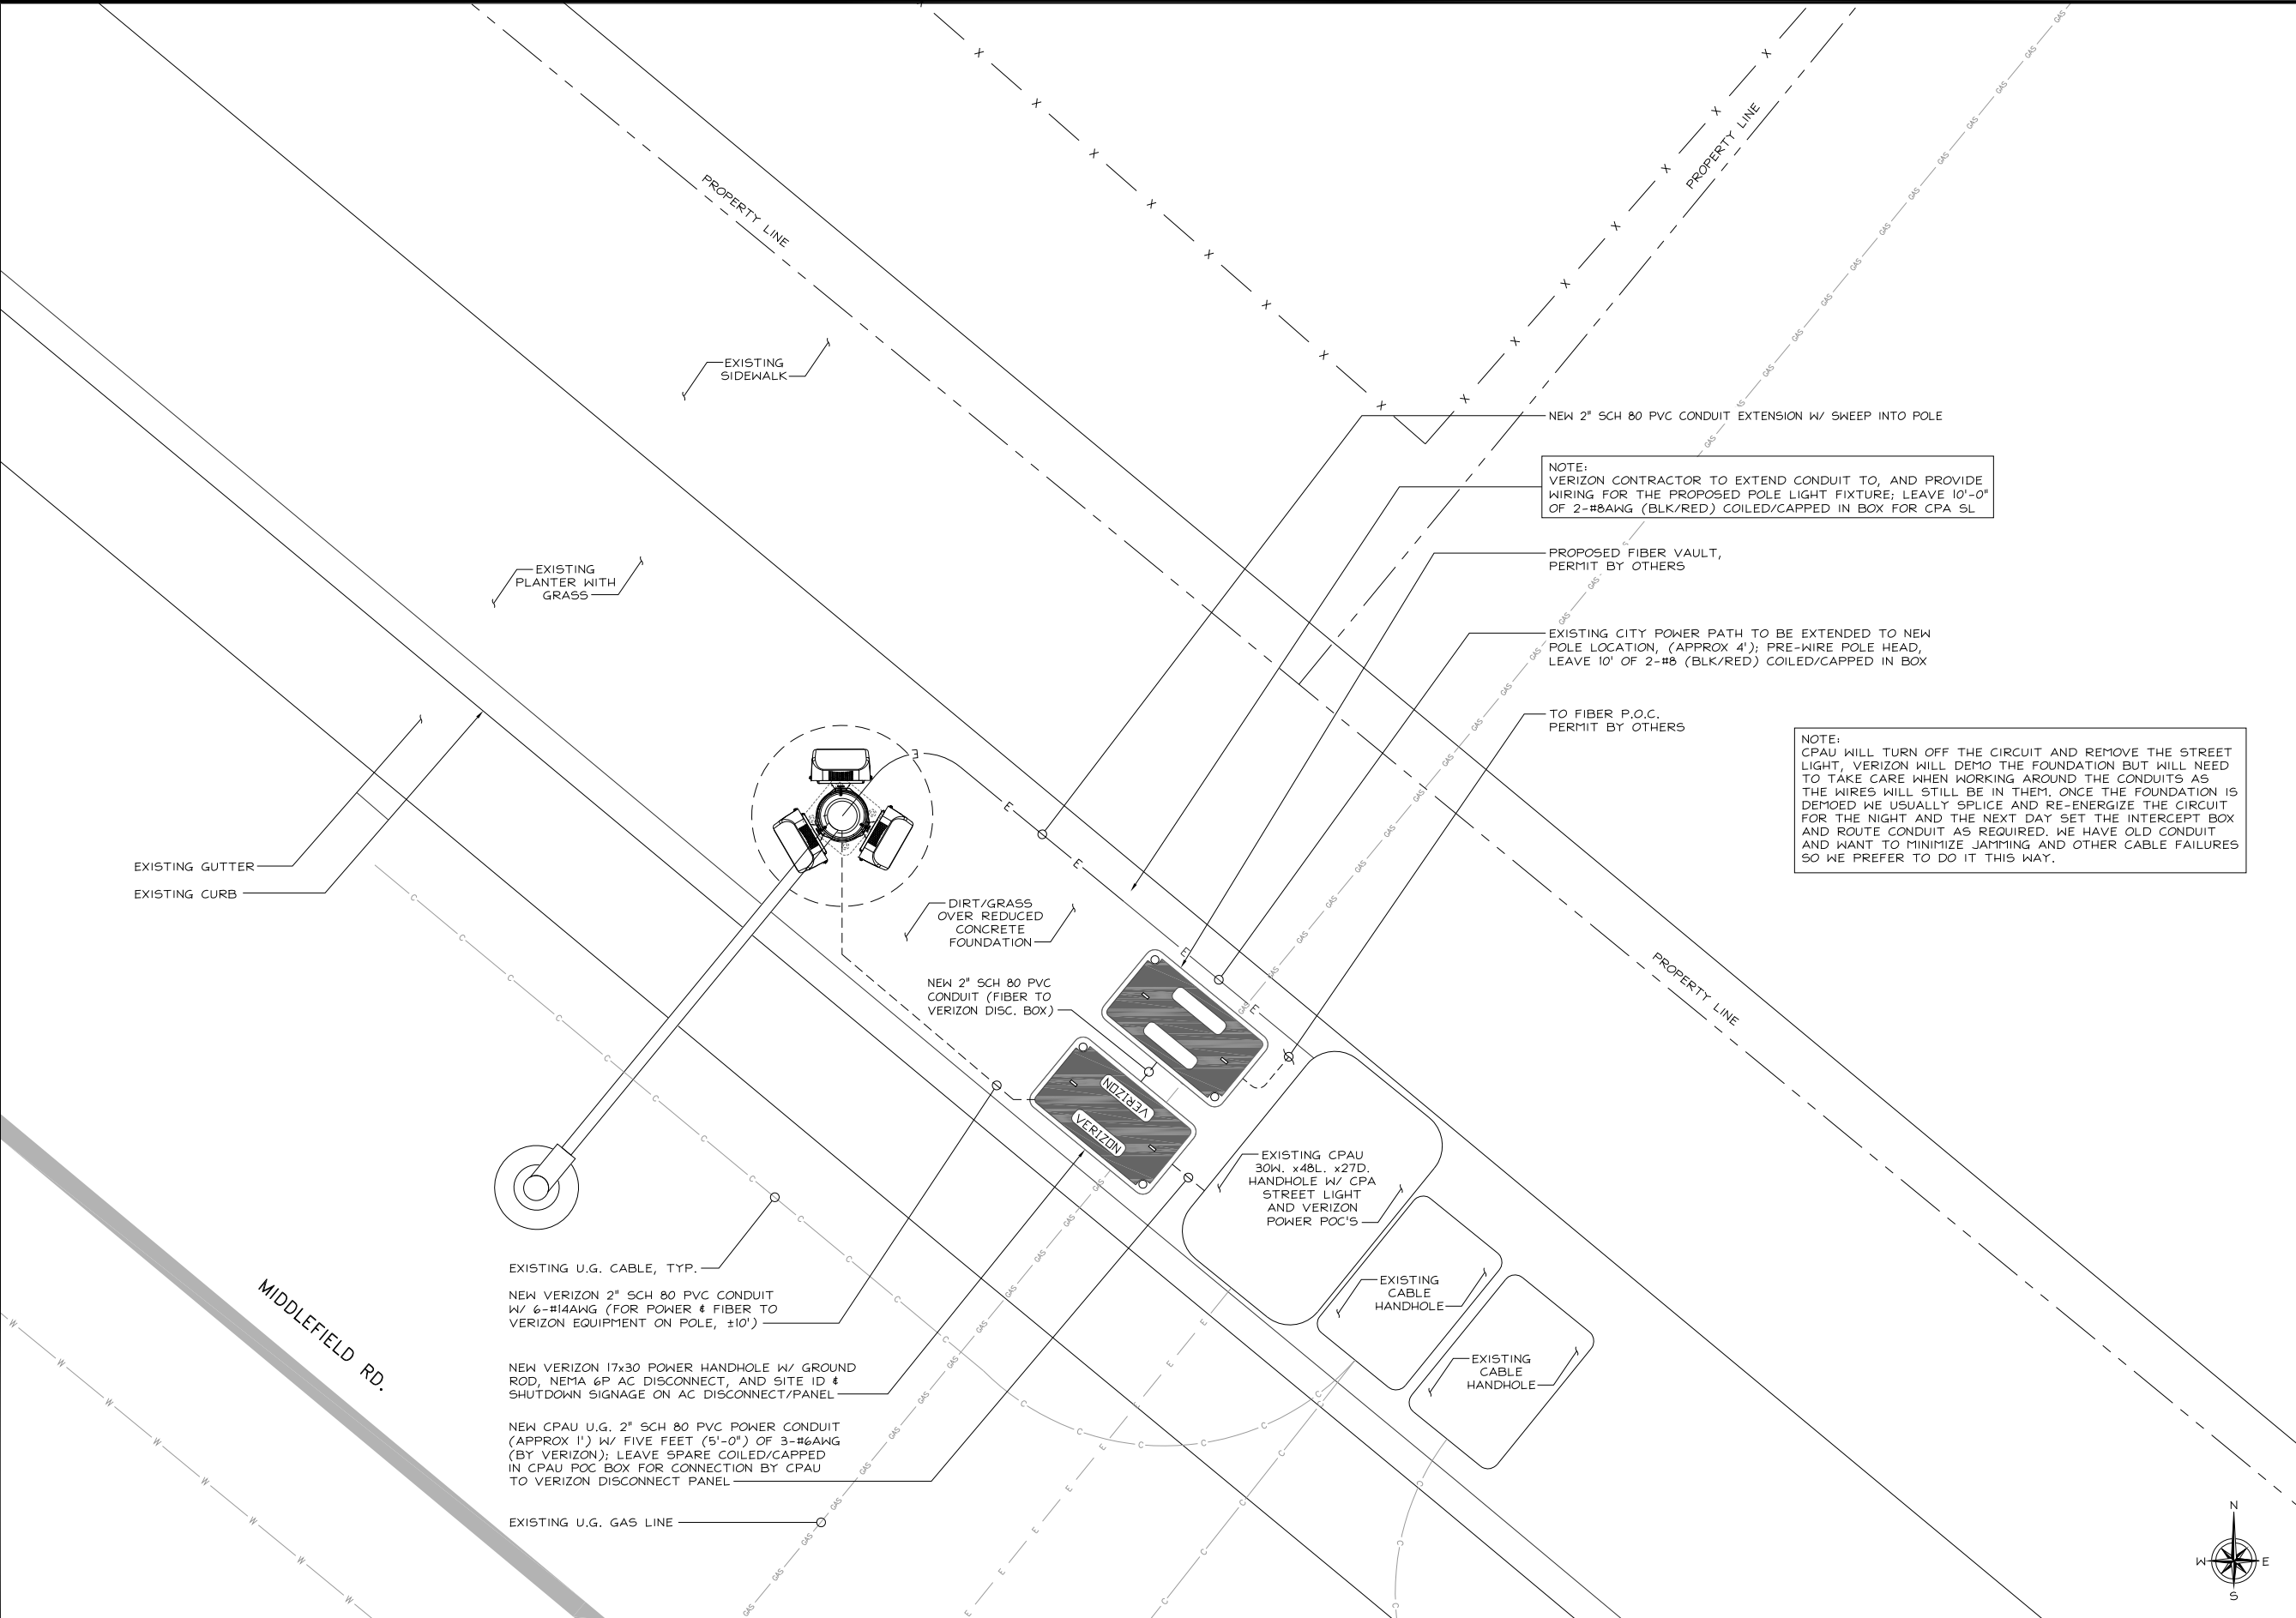 PROPERTY LINE
PROPERTY LINE
EXISTING
SIDEWALK
NEW 2" SCH 80 PVC CONDUIT EXTENSION W/ SWEEP INTO POLE
NOTE:
VERIZON CONTRACTOR TO EXTEND CONDUIT TO, AND PROVIDE
WIRING FOR THE PROPOSED POLE LIGHT FIXTURE; LEAVE 10'-0"
OF 2-#8AWG (BLK/RED) COILED/CAPPED IN BOX FOR CPA SL
PROPOSED FIBER VAULT,
PERMIT BY OTHERS
EXISTING
PLANTER WITH
GRASS
EXISTING CITY POWER PATH TO BE EXTENDED TO NEW
POLE LOCATION, (APPROX 4'); PRE-WIRE POLE HEAD,
LEAVE 10' OF 2-#8 (BLK/RED) COILED/CAPPED IN BOX
TO FIBER P.O.C.
PERMIT BY OTHERS
NOTE:
CPAU WILL TURN OFF THE CIRCUIT AND REMOVE THE STREET
LIGHT, VERIZON WILL DEMO THE FOUNDATION BUT WILL NEED
TO TAKE CARE WHEN WORKING AROUND THE CONDUITS AS
THE WIRES WILL STILL BE IN THEM. ONCE THE FOUNDATION IS
DEMOED WE USUALLY SPLICE AND RE-ENERGIZE THE CIRCUIT
FOR THE NIGHT AND THE NEXT DAY SET THE INTERCEPT BOX
AND ROUTE CONDUIT AS REQUIRED. WE HAVE OLD CONDUIT
AND WANT TO MINIMIZE JAMMING AND OTHER CABLE FAILURES
SO WE PREFER TO DO IT THIS WAY.
EXISTING GUTTER
EXISTING CURB
DIRT/GRASS
OVER REDUCED
CONCRETE
FOUNDATION
PROPERTY LINE
NEW 2" SCH 80 PVC
CONDUIT (FIBER TO
VERIZON DISC. BOX)
VERIZON
VERIZON
EXISTING CPAU
30W. x48L. x27D.
HANDHOLE W/ CPA
STREET LIGHT
AND VERIZON
POWER POC'S
EXISTING
CABLE
HANDHOLE
EXISTING
CABLE
HANDHOLE
MIDDLEFIELD RD.
EXISTING U.G. CABLE, TYP.
NEW VERIZON 2" SCH 80 PVC CONDUIT
W/ 6-#14AWG (FOR POWER & FIBER TO
VERIZON EQUIPMENT ON POLE, ±10')
NEW VERIZON 17x30 POWER HANDHOLE W/ GROUND
ROD, NEMA 6P AC DISCONNECT, AND SITE ID &
SHUTDOWN SIGNAGE ON AC DISCONNECT/PANEL
NEW CPAU U.G. 2" SCH 80 PVC POWER CONDUIT
(APPROX 1') W/ FIVE FEET (5'-0") OF 3-#6AWG
(BY VERIZON); LEAVE SPARE COILED/CAPPED
IN CPAU POC BOX FOR CONNECTION BY CPAU
TO VERIZON DISCONNECT PANEL
EXISTING U.G. GAS LINE
N
W E
S